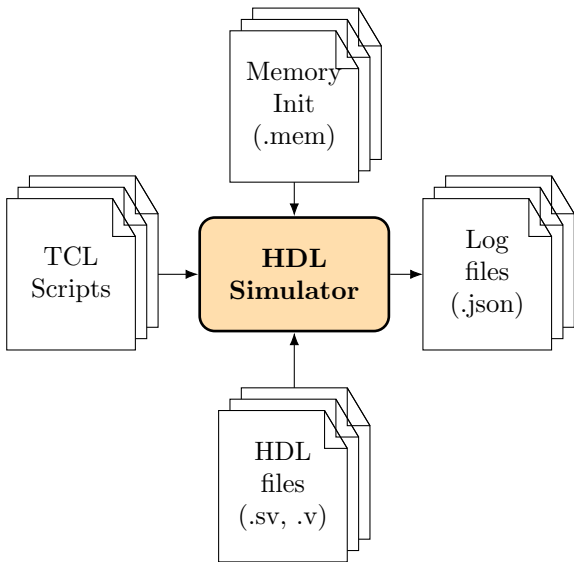 Memory
Init
(.mem)
TCL
Scripts
HDL
Simulator
Log
files
(.json)
HDL
files
(.sv, .v)